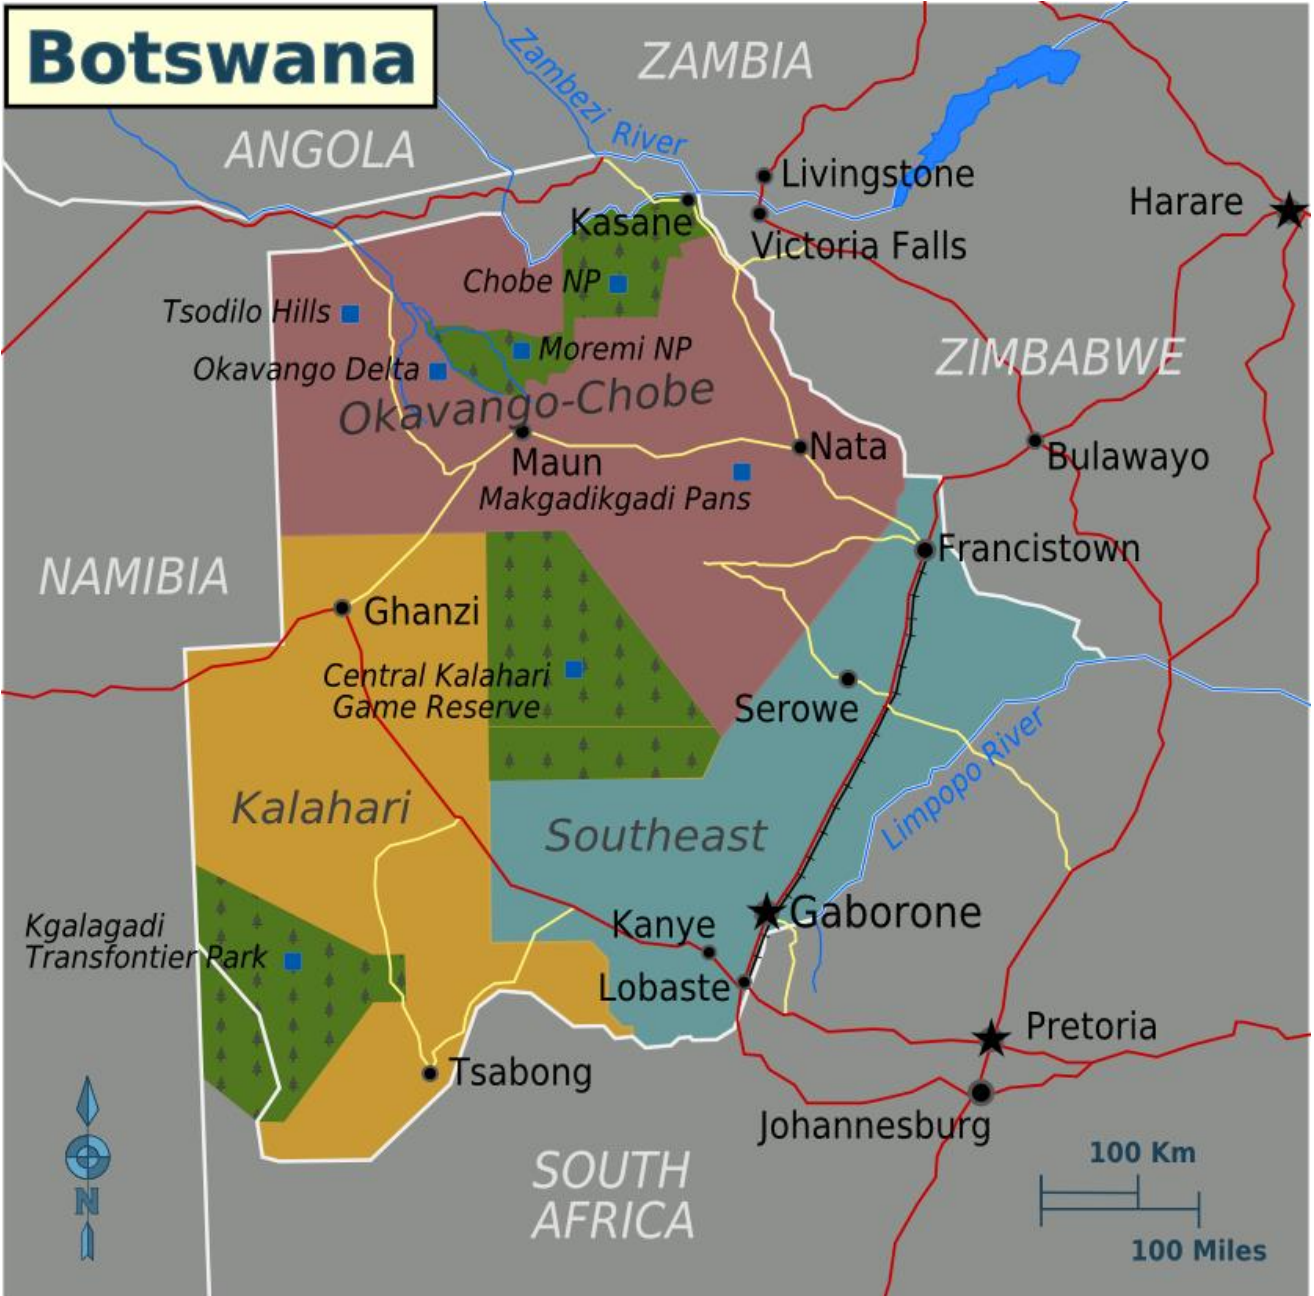 Botswana
ZAMBIA
Zambezi River
ANGOLA
Livingstone
Harare
Kasane
Victoria Falls
Chobe NP
Tsodilo Hills
Moremi NP
ZIMBABWE
Okavango Delta
Okavango-Chobe
Nata
Maun
Bulawayo
Makgadikgadi Pans
Francistown
NAMIBIA
Ghanzi
Central Kalahari
Game Reserve
Serowe
Limpopo River
Kalahari
Southeast
Gaborone
Kanye
Kgalagadi
Transfontier Park
Lobaste
Pretoria
Tsabong
Johannesburg
100 Km
SOUTH
AFRICA
N
100 Miles